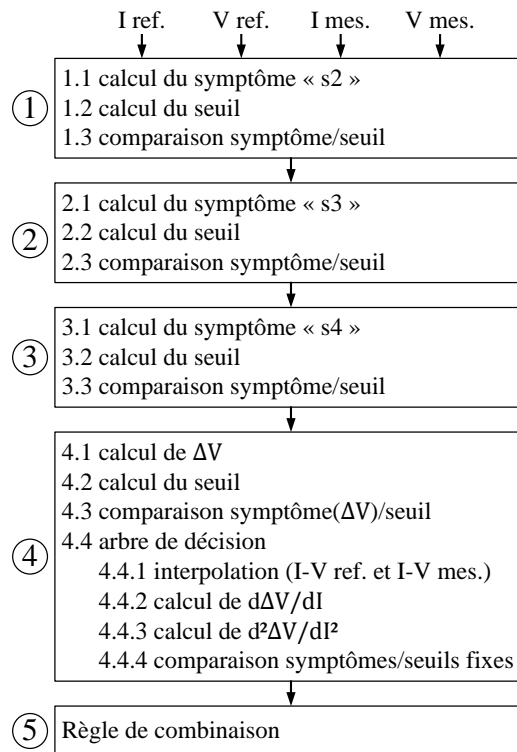 I ref. V ref. I mes. V mes.
①
1.1 calcul du symptôme « s2 »
1.2 calcul du seuil
1.3 comparaison symptôme/seuil
②
2.1 calcul du symptôme « s3 »
2.2 calcul du seuil
2.3 comparaison symptôme/seuil
③
3.1 calcul du symptôme « s4 »
3.2 calcul du seuil
3.3 comparaison symptôme/seuil
④
4.1 calcul de ΔV
4.2 calcul du seuil
4.3 comparaison symptôme(ΔV)/seuil
4.4 arbre de décision
4.4.1 interpolation (I-V ref. et I-V mes.)
4.4.2 calcul de dΔV/dI
4.4.3 calcul de d²ΔV/dI²
4.4.4 comparaison symptômes/seuils fixes
⑤
Règle de combinaison